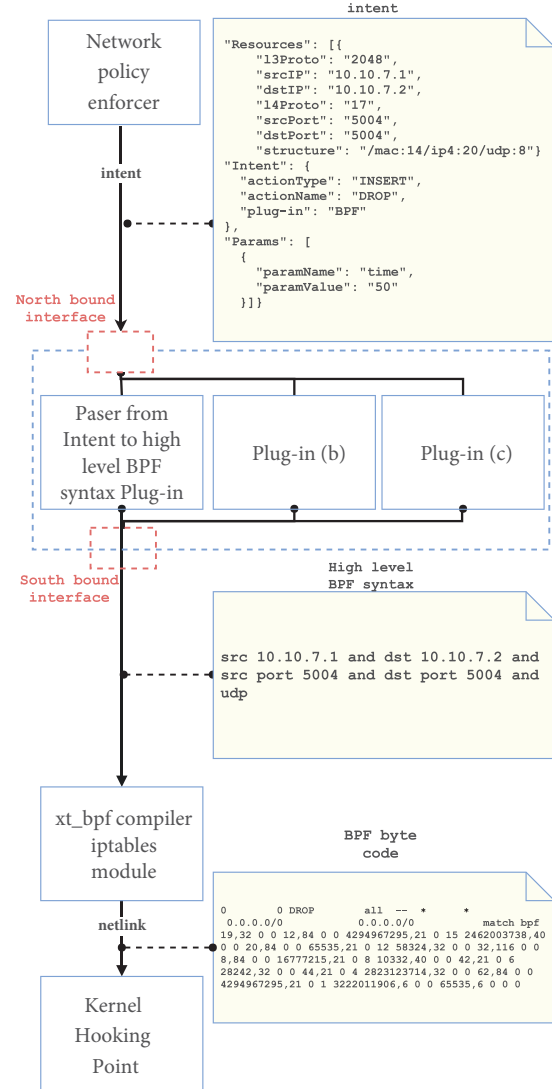 intent
Network
policy
enforcer
"Resources": [{
"l3Proto": "2048",
"srcIP": "10.10.7.1",
"dstIP": "10.10.7.2",
"l4Proto": "17",
"srcPort": "5004",
"dstPort": "5004",
"structure": "/mac:14/ip4:20/udp:8"}
"Intent": {
"actionType": "INSERT",
"actionName": "DROP",
"plug-in": "BPF"
},
"Params": [
{
"paramName": "time",
"paramValue": "50"
}]}
intent
North bound
interface
Paser from
Intent to high
level BPF
syntax Plug-in
Plug-in (b)
Plug-in (c)
South bound
interface
High level
BPF syntax
src 10.10.7.1 and dst 10.10.7.2 and
src port 5004 and dst port 5004 and
udp
xt_bpf compiler
iptables
module
BPF byte
code
netlink
0 0 DROP all -- * *
0.0.0.0/0 0.0.0.0/0 match bpf
19,32 0 0 12,84 0 0 4294967295,21 0 15 2462003738,40
0 0 20,84 0 0 65535,21 0 12 58324,32 0 0 32,116 0 0
8,84 0 0 16777215,21 0 8 10332,40 0 0 42,21 0 6
28242,32 0 0 44,21 0 4 2823123714,32 0 0 62,84 0 0
4294967295,21 0 1 3222011906,6 0 0 65535,6 0 0 0
Kernel
Hooking
Point